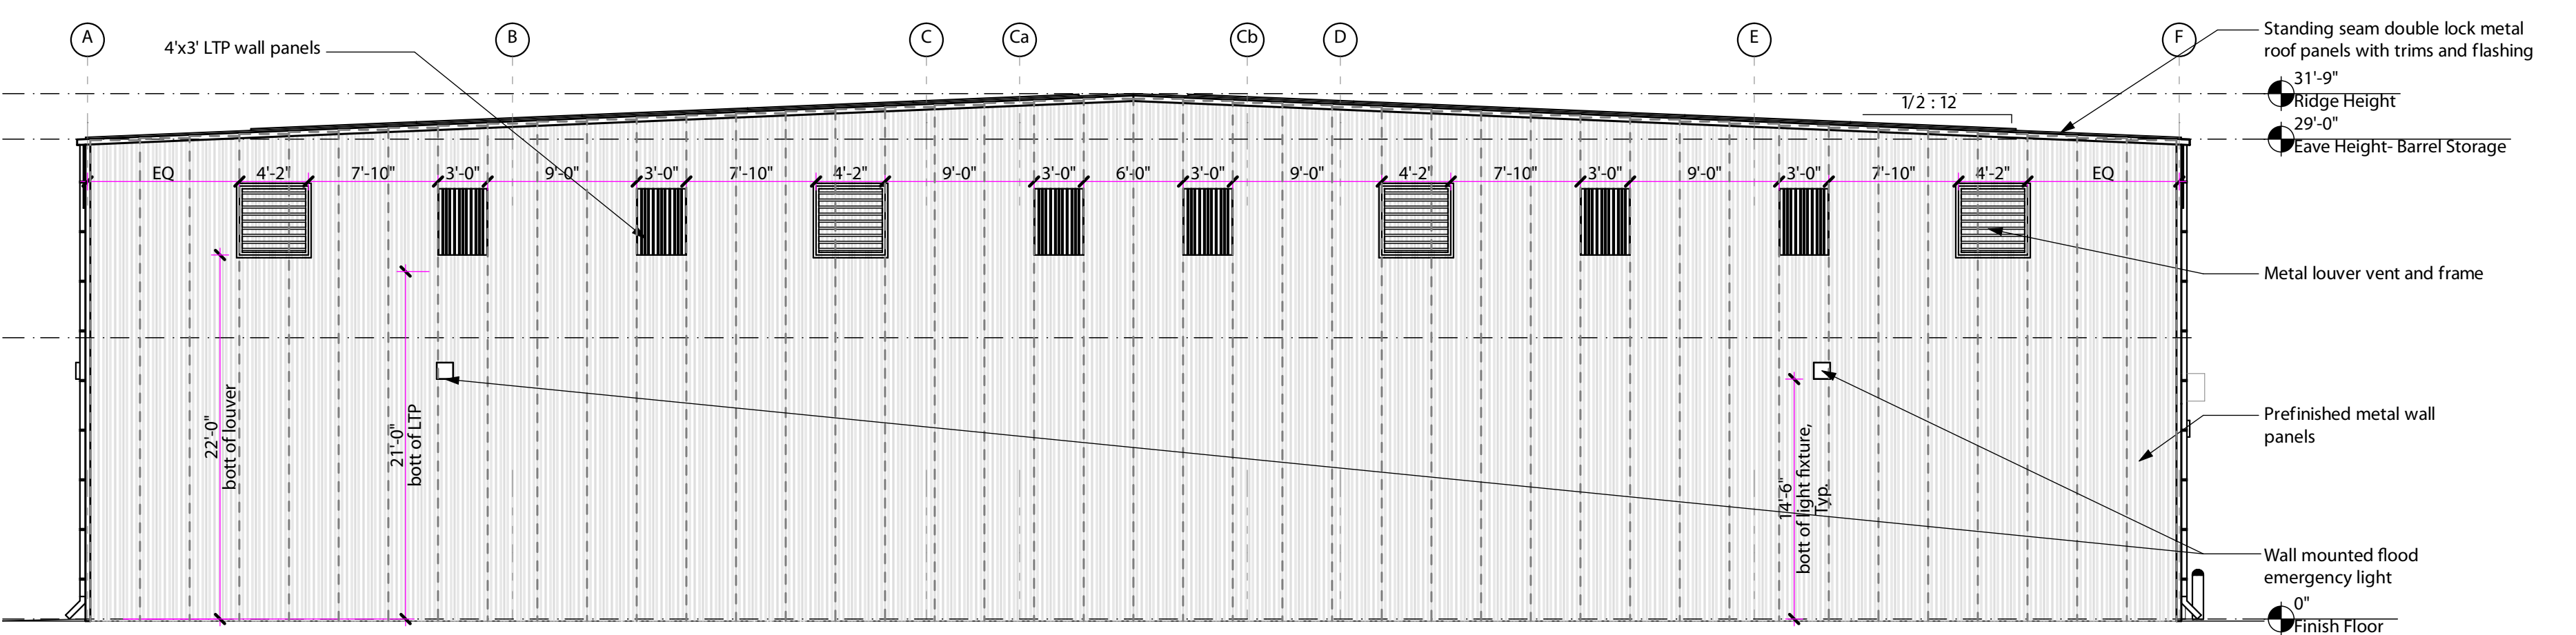 A
B
C
Ca
Cb
D
E
F
4'x3' LTP wall panels
Standing seam double lock metal
roof panels with trims and flashing
31'-9"
Ridge Height
1/2 : 12
29'-0"
Eave Height- Barrel Storage
EQ
4'-2"
7'-10"
3'-0"
9'-0"
3'-0"
7'-10"
4'-2"
9'-0"
3'-0"
6'-0"
3'-0"
9'-0"
4'-2"
7'-10"
3'-0"
9'-0"
3'-0"
7'-10"
4'-2"
EQ
Metal louver vent and frame
22'-0"
bott of louver
21'-0"
bott of LTP
14'-6"
bott of light fixture,
Typ.
Prefinished metal wall
panels
Wall mounted flood
emergency light
0"
Finish Floor